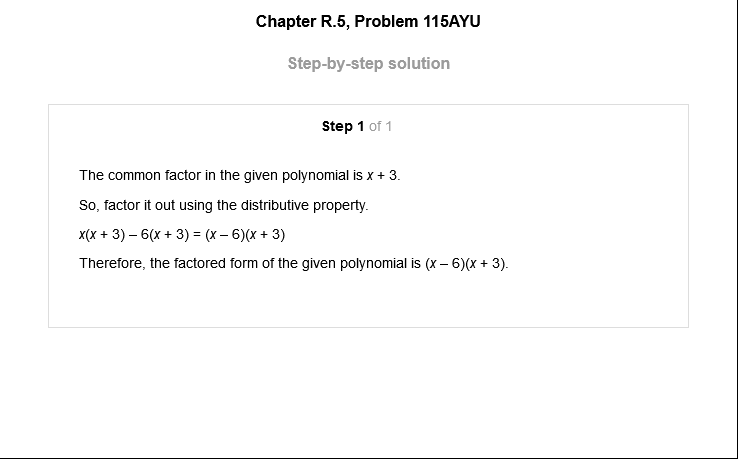 Chapter R.5, Problem 115AYU
Step-by-step solution
Step 1 of 1
The common factor in the given polynomial is x + 3.
So, factor it out using the distributive property.
x(x + 3) – 6(x + 3) = (x – 6)(x + 3)
Therefore, the factored form of the given polynomial is (x – 6)(x + 3).